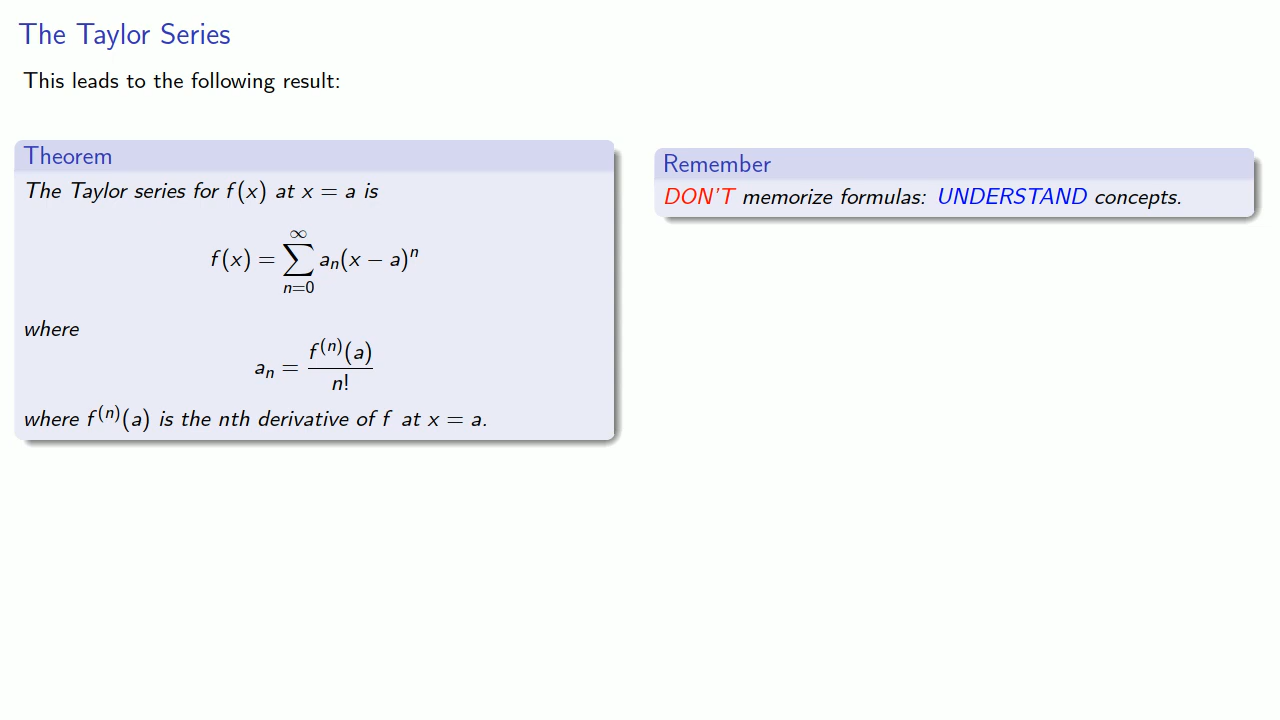 The Taylor Series
This leads to the following result:
Theorem
The Taylor series for f(x) at x = a is
f(x) = ∑_{n=0}^{∞} a_n(x − a)^n
where
a_n = f^{(n)}(a) / n!
where f^{(n)}(a) is the nth derivative of f at x = a.
Remember
DON'T memorize formulas: UNDERSTAND concepts.